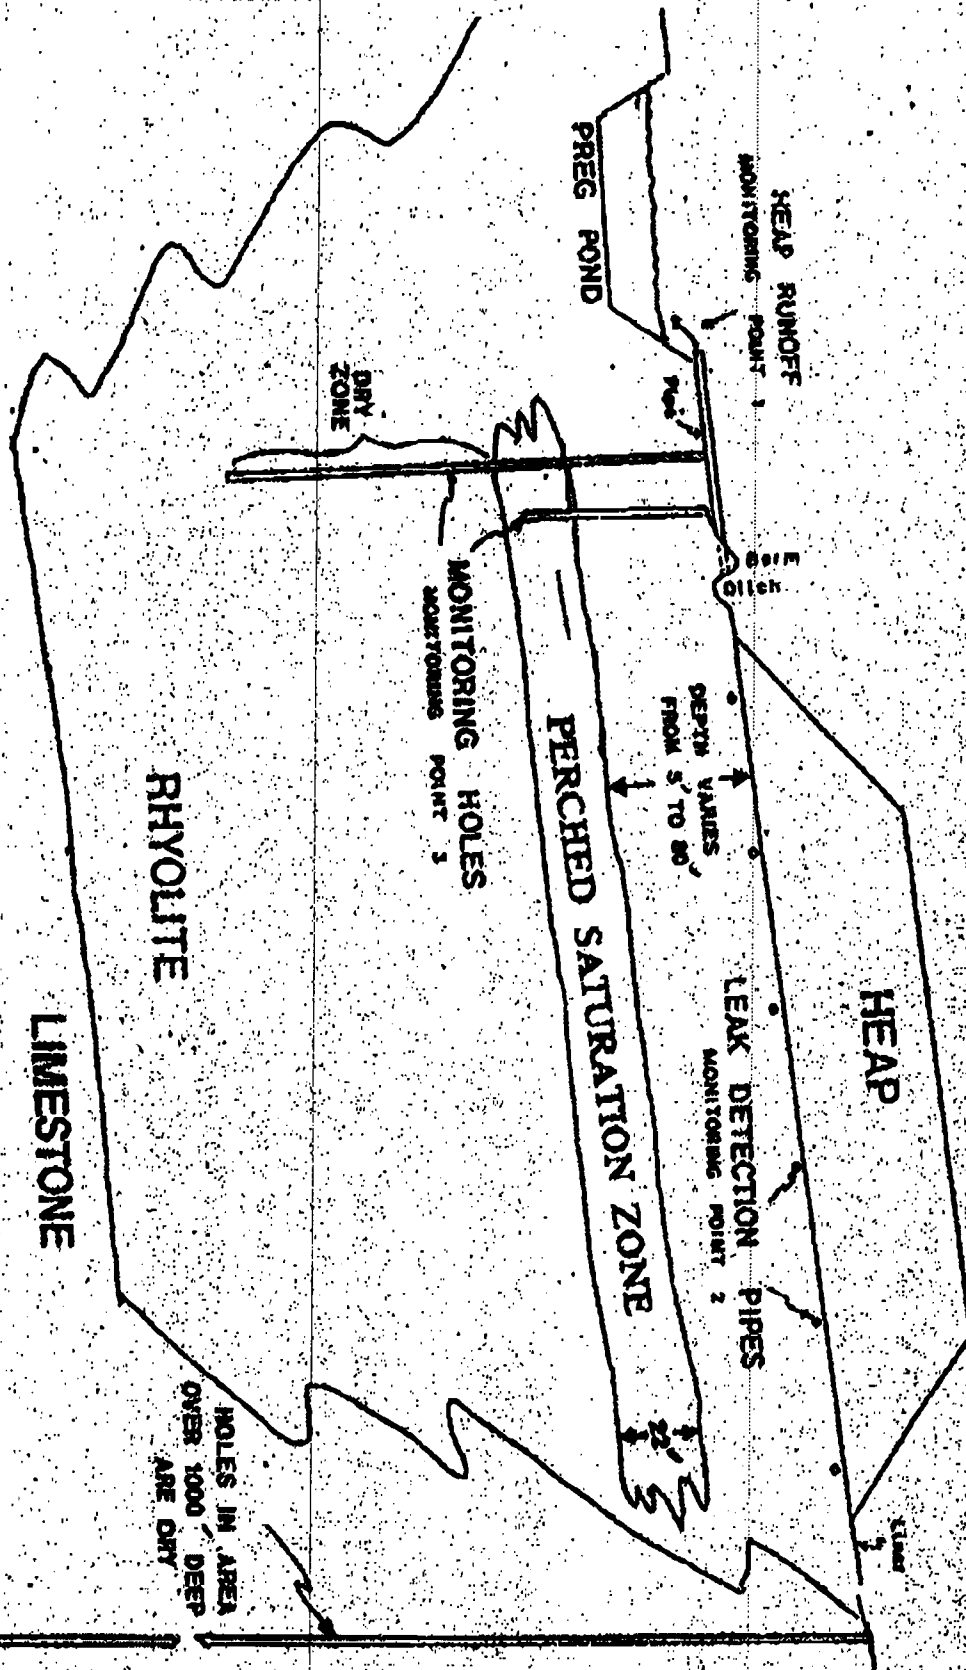 HEAP RUNOFF
MONITORING POINT 1
PREG POND
Pipe
Berm
Ditch
HEAP
Liner
DEPTH VARIES
FROM 5' TO 80'
LEAK DETECTION PIPES
MONITORING POINT 2
PERCHED SATURATION ZONE
22'
DRY
ZONE
MONITORING HOLES
MONITORING POINT 3
RHYOLITE
LIMESTONE
HOLES IN AREA
OVER 1000' DEEP
ARE DRY